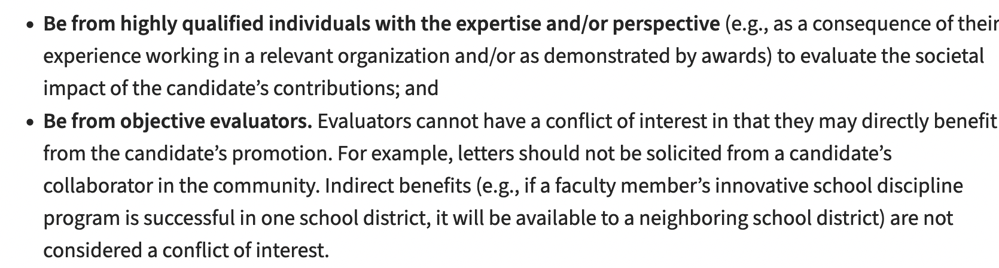 • Be from highly qualified individuals with the expertise and/or perspective (e.g., as a consequence of their
experience working in a relevant organization and/or as demonstrated by awards) to evaluate the societal
impact of the candidate’s contributions; and
• Be from objective evaluators. Evaluators cannot have a conflict of interest in that they may directly benefit
from the candidate’s promotion. For example, letters should not be solicited from a candidate’s
collaborator in the community. Indirect benefits (e.g., if a faculty member’s innovative school discipline
program is successful in one school district, it will be available to a neighboring school district) are not
considered a conflict of interest.